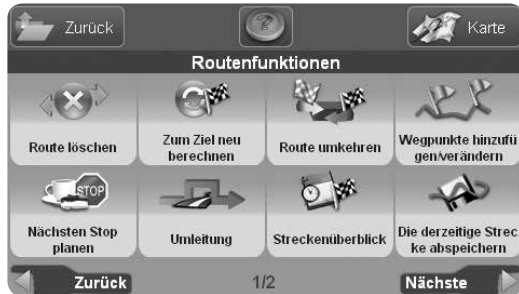 Zurück
Karte
Routenfunktionen
Route löschen
Zum Ziel neu
berechnen
Route umkehren
Wegpunkte hinzufü
gen/verändern
STOP
Nächsten Stop
planen
Umleitung
Streckenüberblick
Die derzeitige Strec
ke abspeichern
Zurück
1/2
Nächste